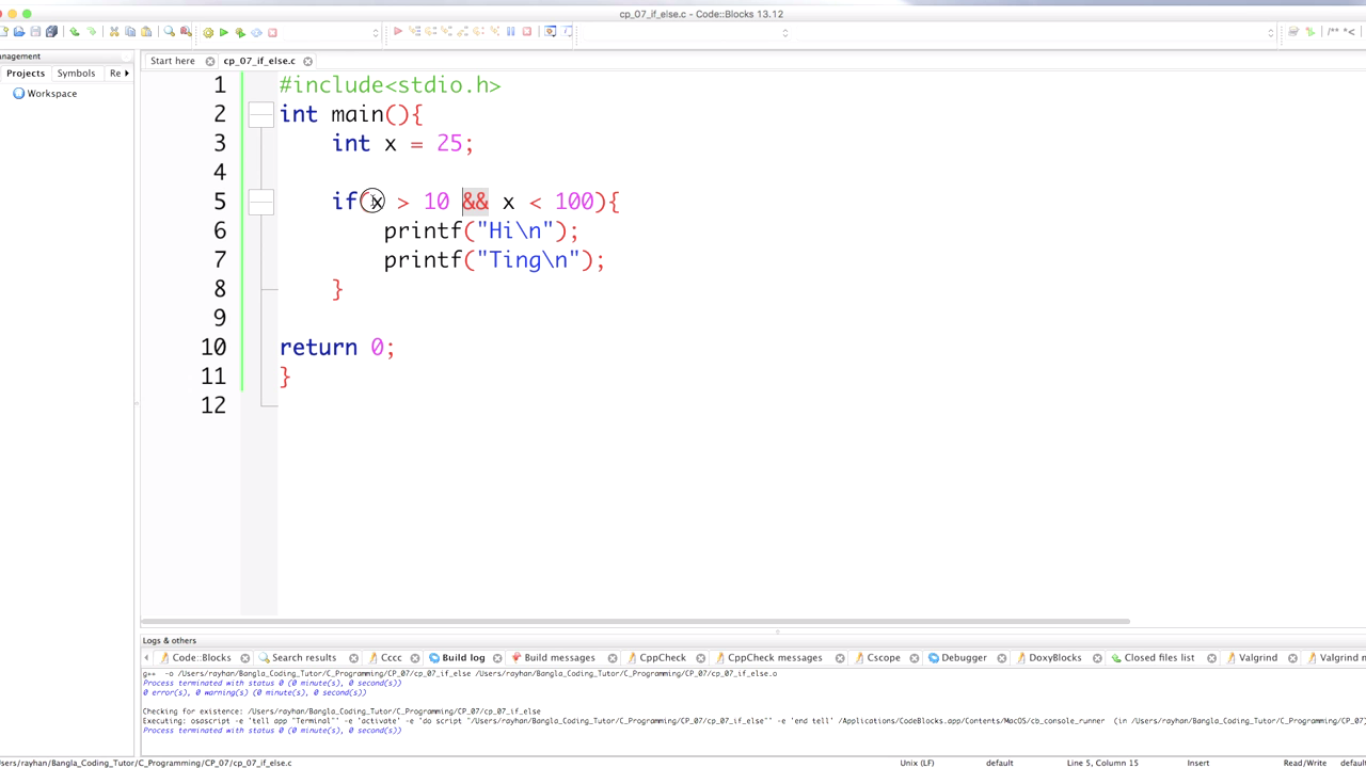 cp_07_if_else.c - Code::Blocks 13.12
/** *<
anagement
Projects Symbols Re
Workspace
Start here cp_07_if_else.c
1 #include<stdio.h>
2 int main(){
3 int x = 25;
4
5 if(x > 10 && x < 100){
6 printf("Hi\n");
7 printf("Ting\n");
8 }
9
10 return 0;
11 }
12
Logs & others
Code::Blocks Search results Cccc Build log Build messages CppCheck CppCheck messages Cscope Debugger DoxyBlocks Closed files list Valgrind Valgrind m
g++ -o /Users/rayhan/Bangla_Coding_Tutor/C_Programming/CP_07/cp_07_if_else /Users/rayhan/Bangla_Coding_Tutor/C_Programming/CP_07/cp_07_if_else.o
Process terminated with status 0 (0 minute(s), 0 second(s))
0 error(s), 0 warning(s) (0 minute(s), 0 second(s))
Checking for existence: /Users/rayhan/Bangla_Coding_Tutor/C_Programming/CP_07/cp_07_if_else
Executing: osascript -e 'tell app "Terminal"' -e 'activate' -e 'do script "/Users/rayhan/Bangla_Coding_Tutor/C_Programming/CP_07/cp_07_if_else"' -e 'end tell' /Applications/CodeBlocks.app/Contents/MacOS/cb_console_runner (in /Users/rayhan/Bangla_Coding_Tutor/C_Programming/CP_07
Process terminated with status 0 (0 minute(s), 0 second(s))
sers/rayhan/Bangla_Coding_Tutor/C_Programming/CP_07/cp_07_if_else.c Unix (LF) default Line 5, Column 15 Insert Read/Write default